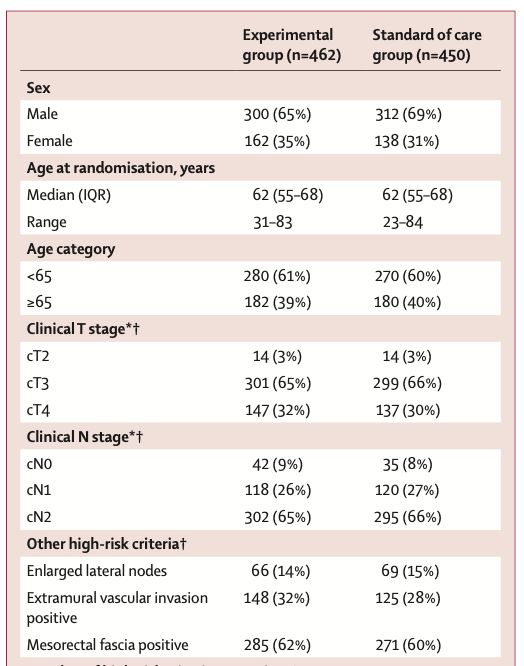 Experimental group (n=462) Standard of care group (n=450)
Sex
Male 300 (65%) 312 (69%)
Female 162 (35%) 138 (31%)
Age at randomisation, years
Median (IQR) 62 (55–68) 62 (55–68)
Range 31–83 23–84
Age category
<65 280 (61%) 270 (60%)
≥65 182 (39%) 180 (40%)
Clinical T stage*†
cT2 14 (3%) 14 (3%)
cT3 301 (65%) 299 (66%)
cT4 147 (32%) 137 (30%)
Clinical N stage*†
cN0 42 (9%) 35 (8%)
cN1 118 (26%) 120 (27%)
cN2 302 (65%) 295 (66%)
Other high-risk criteria†
Enlarged lateral nodes 66 (14%) 69 (15%)
Extramural vascular invasion positive 148 (32%) 125 (28%)
Mesorectal fascia positive 285 (62%) 271 (60%)